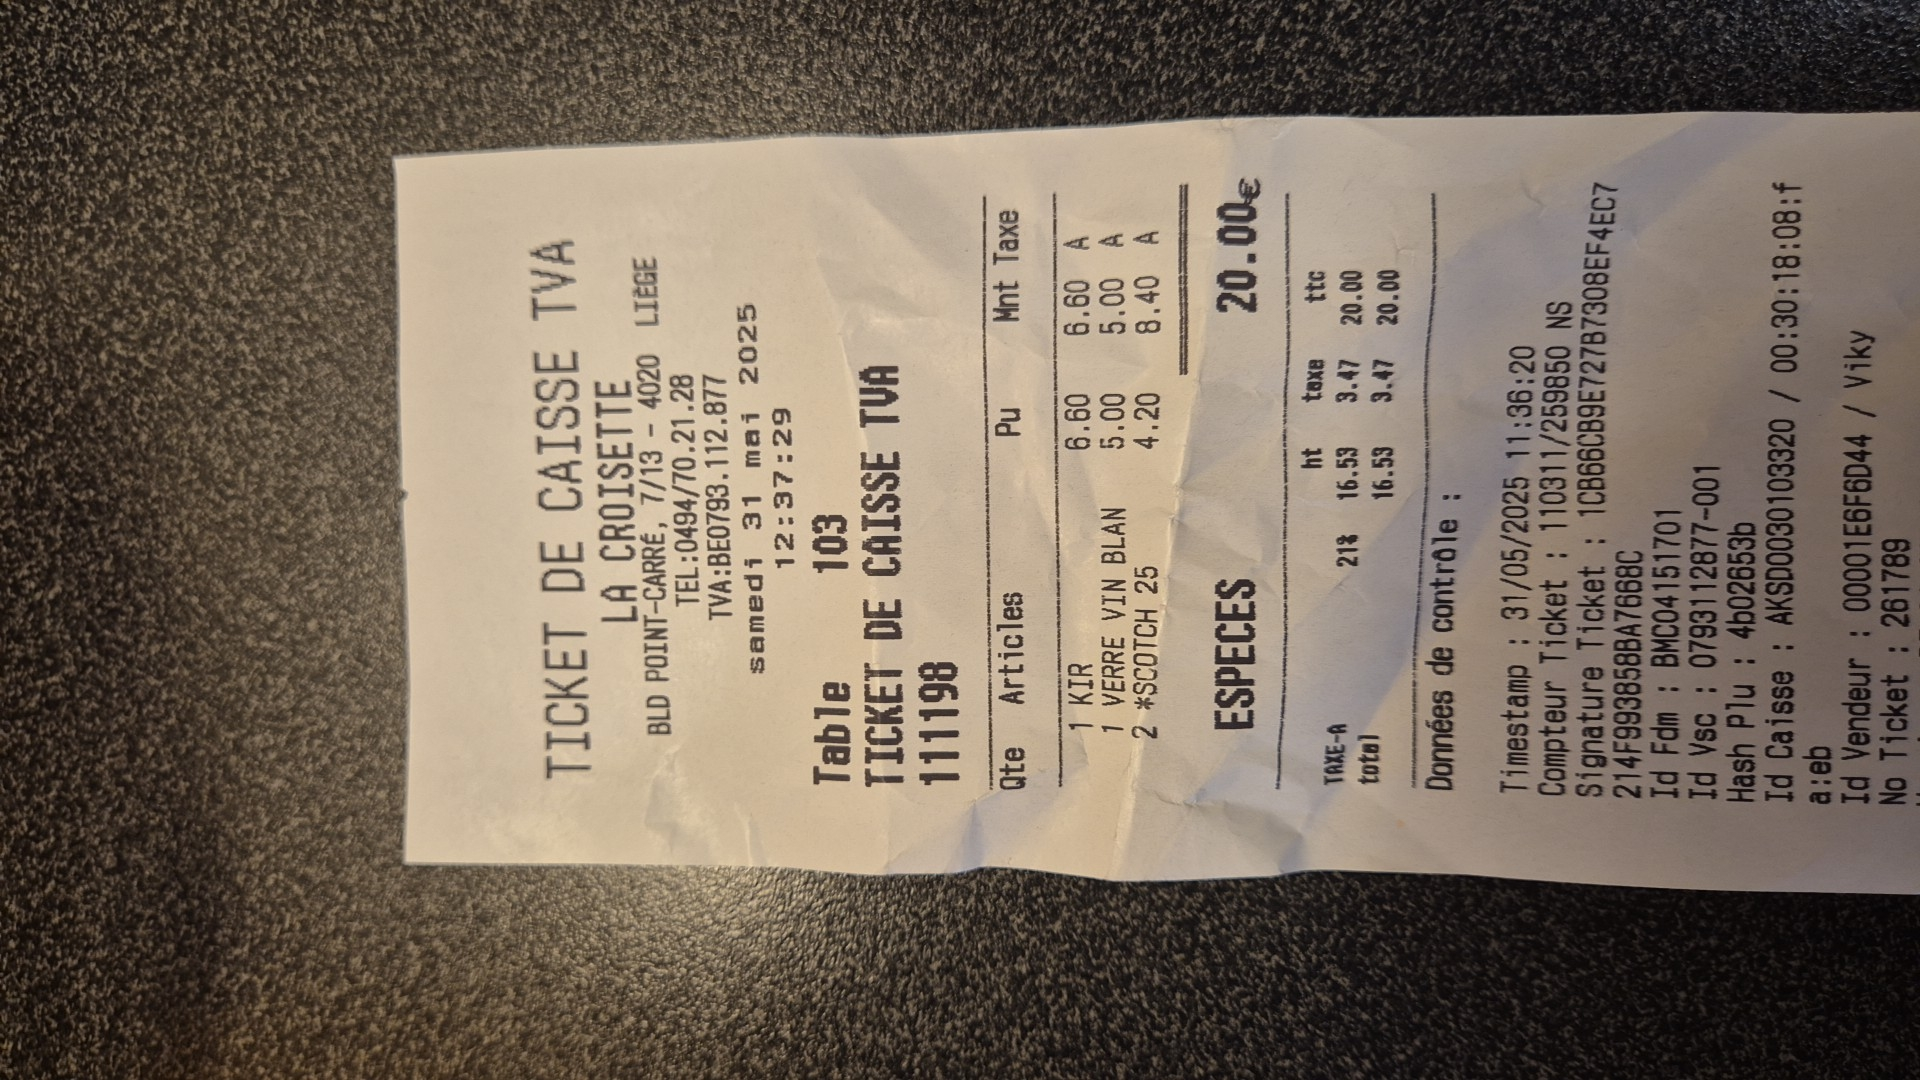 TICKET DE CAISSE TVA
LA CROISETTE
BLD POINT-CARRÉ, 7/13 - 4020 LIÈGE
TEL:0494/70.21.28
TVA:BE0793.112.877
samedi 31 mai 2025
12:37:29
Table 103
TICKET DE CAISSE TVA
111198
Qte Articles Pu Mnt Taxe
1 KIR 6.60 6.60 A
1 VERRE VIN BLAN 5.00 5.00 A
2 *SCOTCH 25 4.20 8.40 A
ESPECES 20.00€
ht taxe ttc
TAXE-A 21% 16.53 3.47 20.00
total 16.53 3.47 20.00
Données de contrôle :
Timestamp : 31/05/2025 11:36:20
Compteur Ticket : 110311/259850 NS
Signature Ticket : 1CB66CB9E727B7308EF4EC7
214F993858BA7668C
Id Fdm : BMC04151701
Id Vsc : 0793112877-001
Hash Plu : 4b02653b
Id Caisse : AKSD003010103320 / 00:30:18:08:f
a:eb
Id Vendeur : 00001E6F6D44 / Viky
No Ticket : 261789